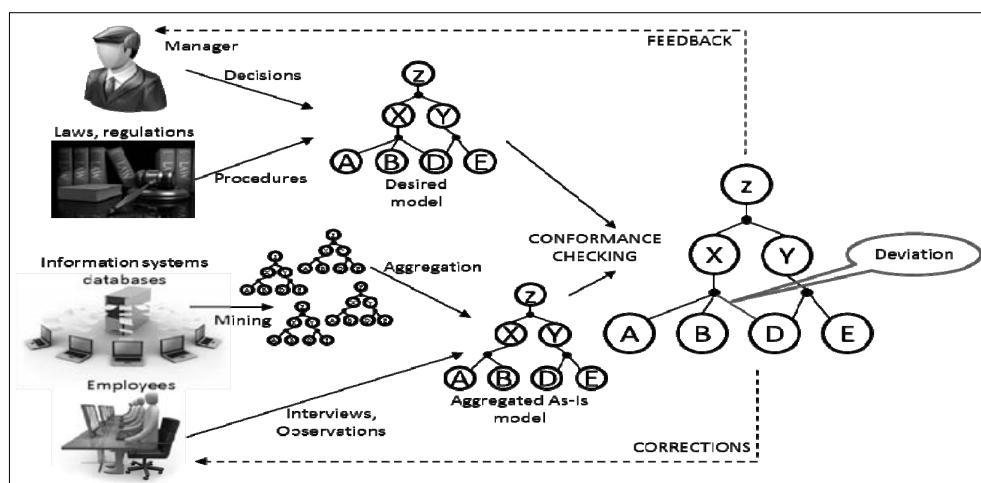 FEEDBACK
Manager
Decisions
Z
X Y
A B D E
Desired
model
Laws, regulations
Procedures
CONFORMANCE
CHECKING
z
X Y
A B D E
Deviation
Information systems
databases
Mining
Aggregation
Z
X Y
A B D E
Aggregated As-Is
model
Employees
Interviews,
Observations
CORRECTIONS